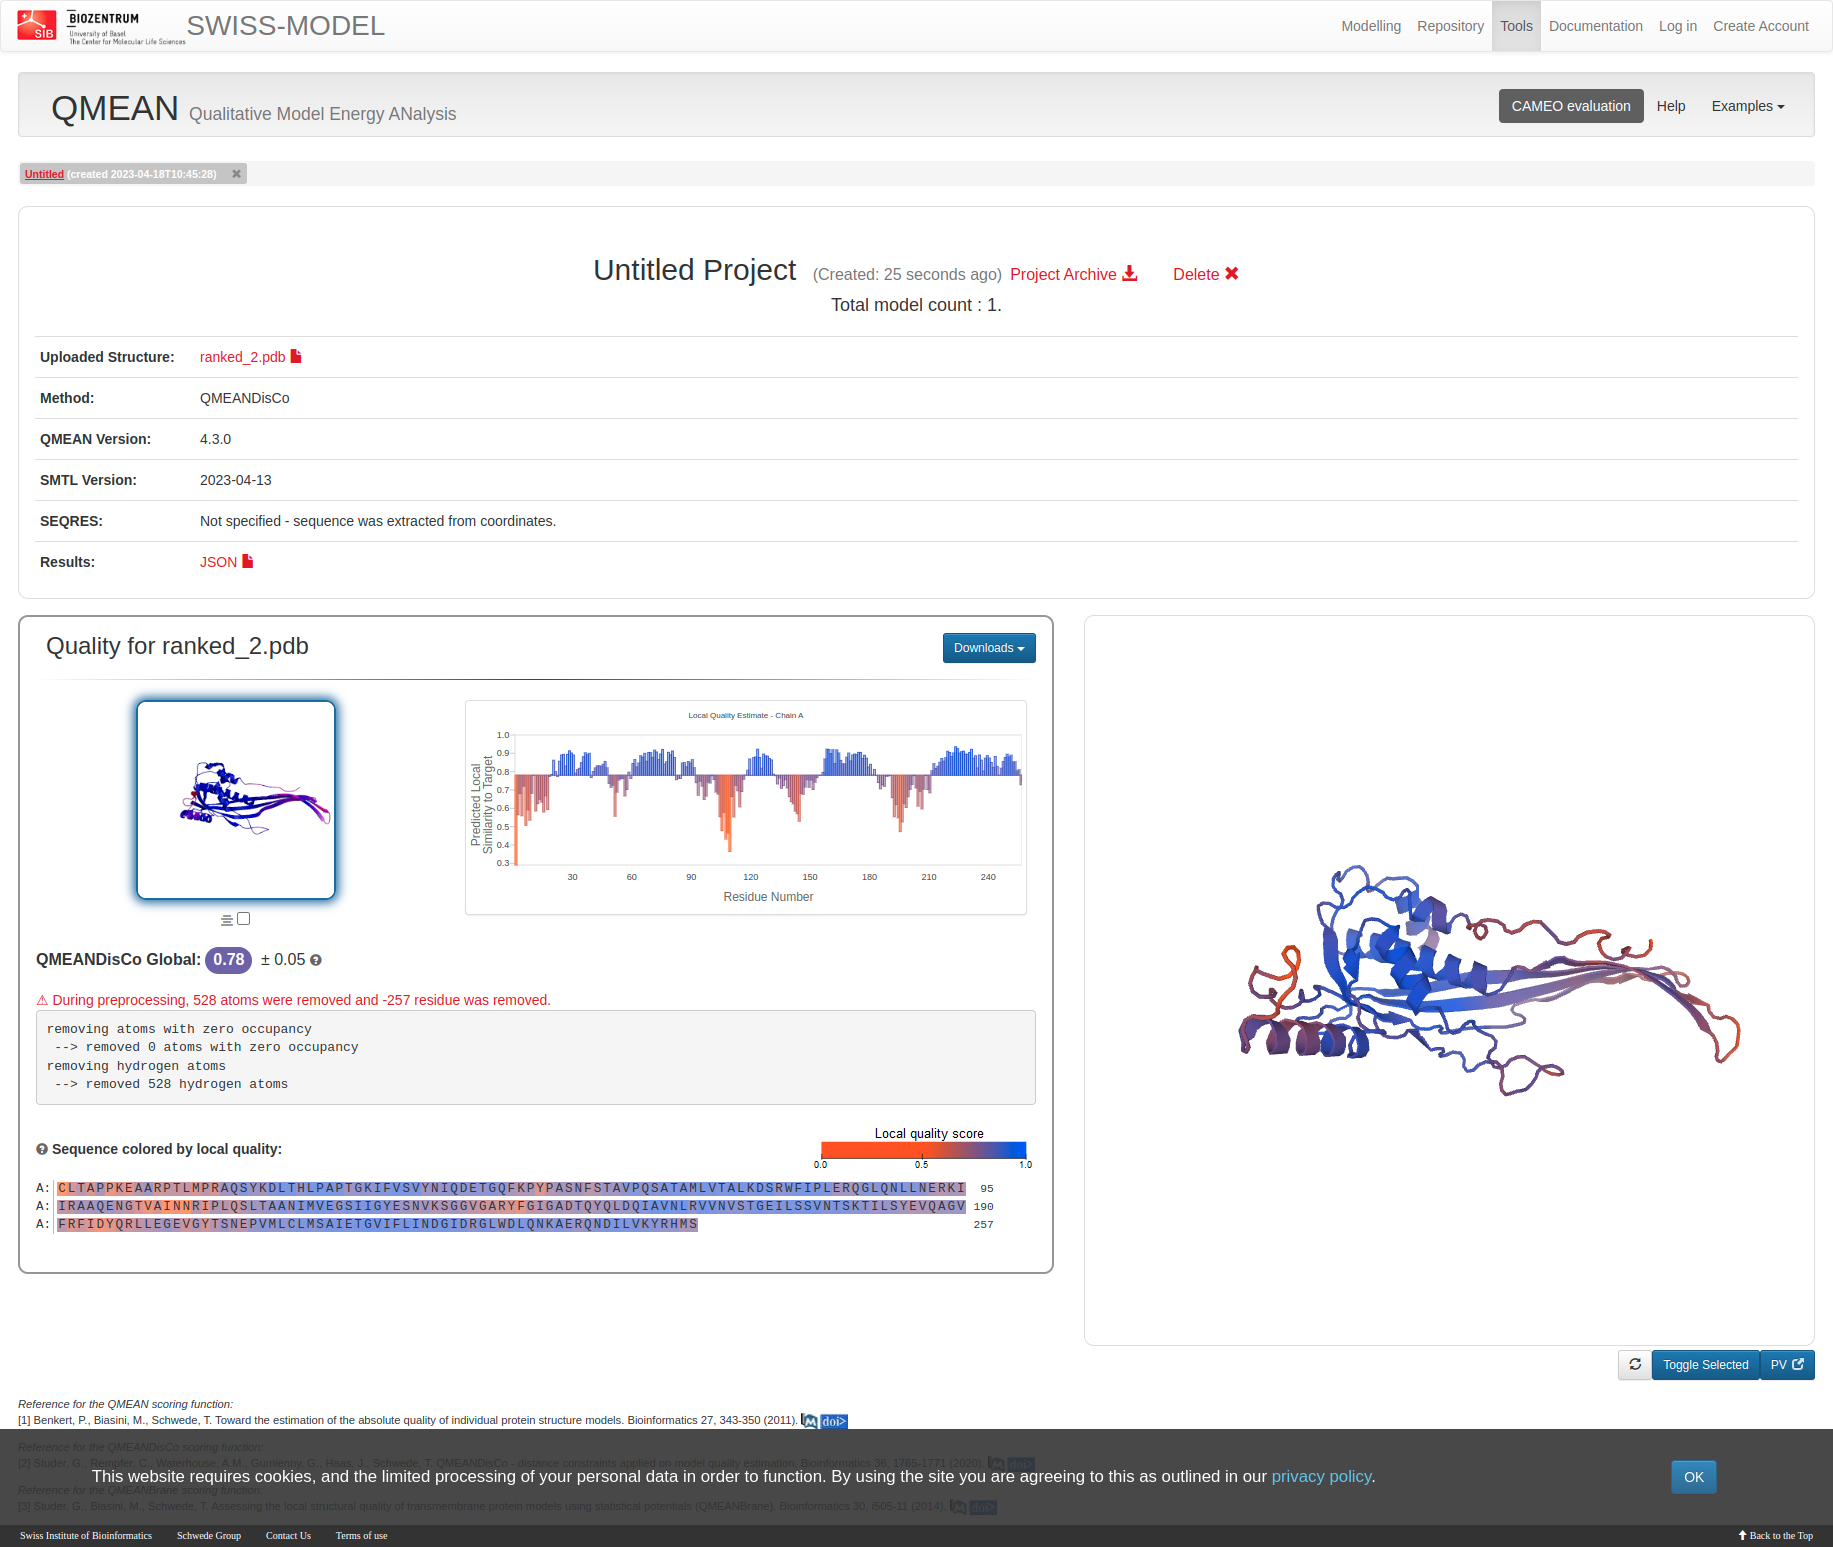 SIB
BIOZENTRUM
University of Basel
The Center for Molecular Life Sciences
SWISS-MODEL
Modelling Repository Tools Documentation Log in Create Account
QMEAN Qualitative Model Energy ANalysis
CAMEO evaluation Help Examples
Untitled (created 2023-04-18T10:45:28) ✖
Untitled Project (Created: 25 seconds ago) Project Archive Delete ✖
Total model count : 1.
Uploaded Structure: ranked_2.pdb
Method: QMEANDisCo
QMEAN Version: 4.3.0
SMTL Version: 2023-04-13
SEQRES: Not specified - sequence was extracted from coordinates.
Results: JSON
Quality for ranked_2.pdb
Downloads
Local Quality Estimate - Chain A
Predicted Local
Similarity to Target
1.0
0.9
0.8
0.7
0.6
0.5
0.4
0.3
30 60 90 120 150 180 210 240
Residue Number
QMEANDisCo Global: 0.78 ± 0.05
⚠ During preprocessing, 528 atoms were removed and -257 residue was removed.
removing atoms with zero occupancy
--> removed 0 atoms with zero occupancy
removing hydrogen atoms
--> removed 528 hydrogen atoms
Sequence colored by local quality:
Local quality score
0.0 0.5 1.0
A: CLTAPPKEAARPTLMPRAQSYKDLTHLPAPTGKIFVSVYNIQDETGQFKPYPASNFSTAVPQSATAMLVTALKDSRWFIPLERQGLQNLLNERKI 95
A: IRAAQENGTVAINNRIPLQSLTAANIMVEGSIIGYESNVKSGGVGARYFGIGADTQYQLDQIAVNLRVVNVSTGEILSSVNTSKTILSYEVQAGV 190
A: FRFIDYQRLLEGEVGYTSNEPVMLCLMSAIETGVIFLINDGIDRGLWDLQNKAERQNDILVKYRHMS 257
Toggle Selected
PV
Reference for the QMEAN scoring function:
[1] Benkert, P., Biasini, M., Schwede, T. Toward the estimation of the absolute quality of individual protein structure models. Bioinformatics 27, 343-350 (2011). M doi>
Reference for the QMEANDisCo scoring function:
[2] Studer, G., Rempfer, C., Waterhouse, A.M., Gumienny, G., Haas, J., Schwede, T. QMEANDisCo - distance constraints applied on model quality estimation. Bioinformatics 36, 1765-1771 (2020). M doi>
This website requires cookies, and the limited processing of your personal data in order to function. By using the site you are agreeing to this as outlined in our privacy policy.
OK
Reference for the QMEANBrane scoring function:
[3] Studer, G., Biasini, M., Schwede, T. Assessing the local structural quality of transmembrane protein models using statistical potentials (QMEANBrane). Bioinformatics 30, i505-11 (2014). M doi>
Swiss Institute of Bioinformatics Schwede Group Contact Us Terms of use
Back to the Top